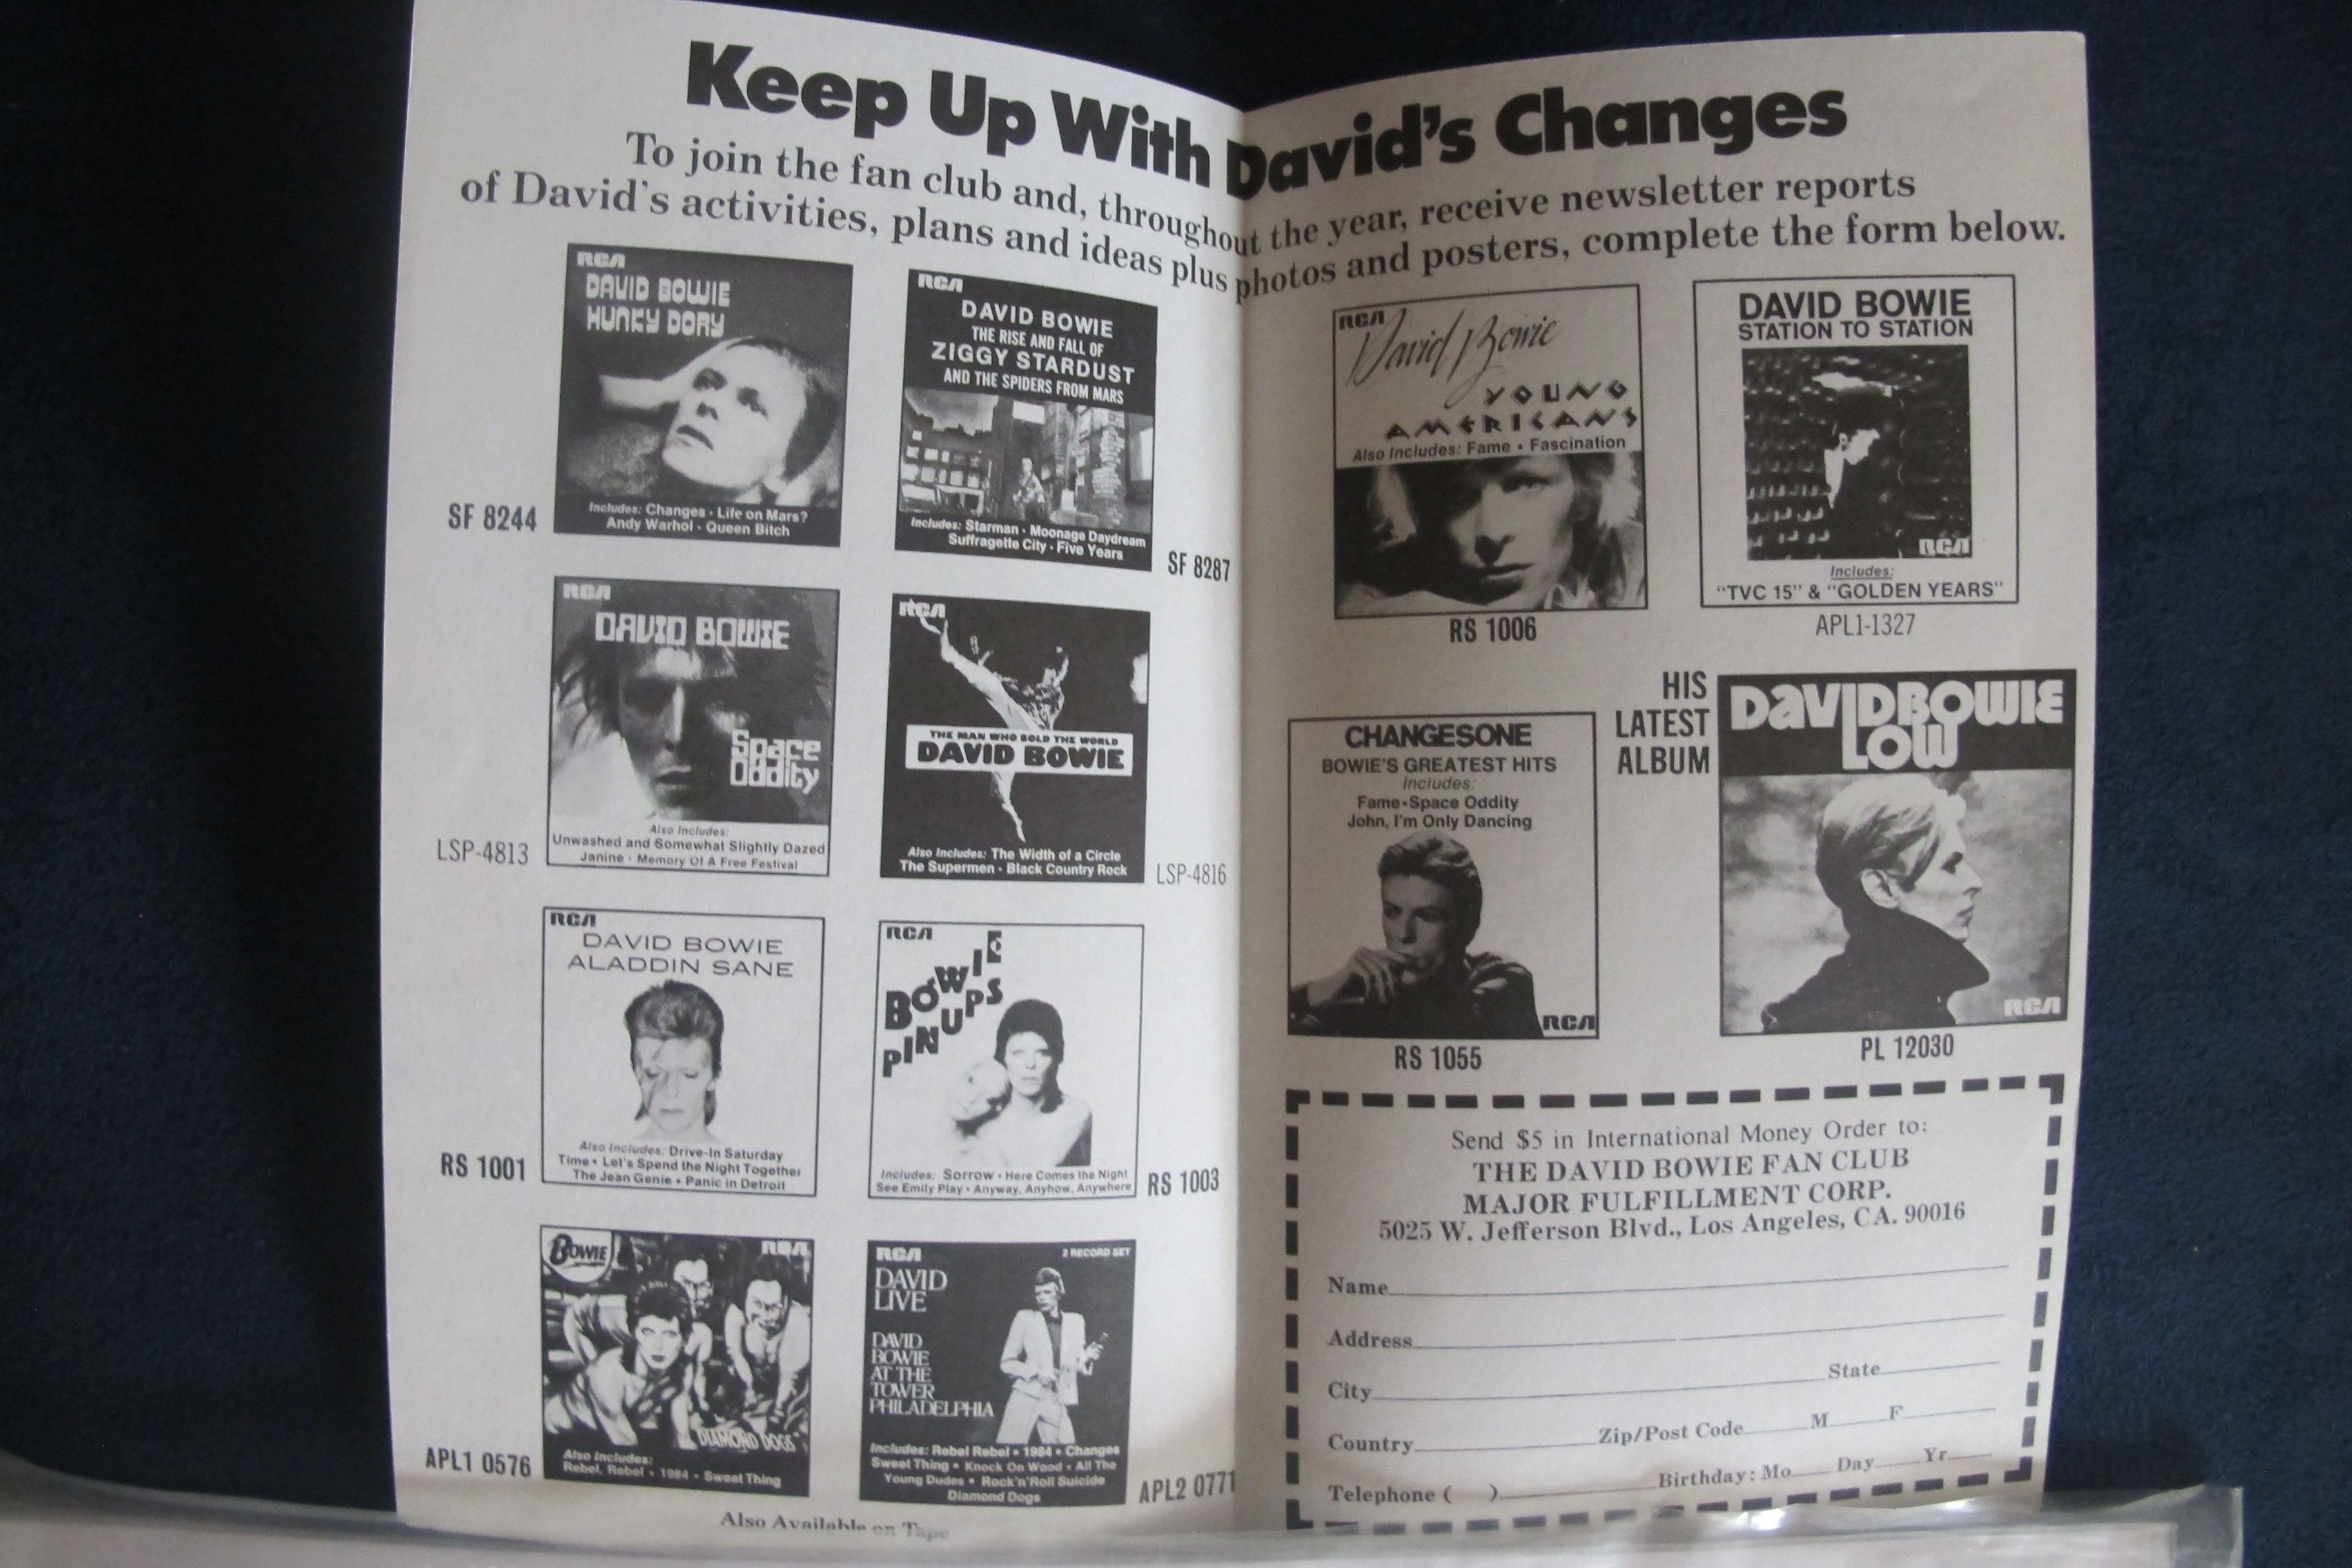 Keep Up With David's Changes
To join the fan club and, throughout the year, receive newsletter reports
of David's activities, plans and ideas plus photos and posters, complete the form below.
RCA
DAVID BOWIE
HUNKY DORY
Includes: Changes · Life on Mars?
Andy Warhol · Queen Bitch
SF 8244
RCA
DAVID BOWIE
THE RISE AND FALL OF
ZIGGY STARDUST
AND THE SPIDERS FROM MARS
Includes: Starman · Moonage Daydream
Suffragette City · Five Years
SF 8287
RCA
DAVID BOWIE
Space
Oddity
Also Includes:
Unwashed and Somewhat Slightly Dazed
Janine · Memory Of A Free Festival
LSP-4813
RCA
THE MAN WHO SOLD THE WORLD
DAVID BOWIE
Also Includes: The Width of a Circle
The Supermen · Black Country Rock
LSP-4816
RCA
DAVID BOWIE
ALADDIN SANE
Also Includes: Drive-In Saturday
Time • Let's Spend the Night Together
The Jean Genie • Panic in Detroit
RS 1001
RCA
BOWIE
PINUPS
Includes: Sorrow · Here Comes the Night
See Emily Play · Anyway, Anyhow, Anywhere
RS 1003
BOWIE
RCA
DIAMOND DOGS
Also Includes:
Rebel, Rebel • 1984 • Sweet Thing
APL1 0576
RCA
2 RECORD SET
DAVID
LIVE
DAVID
BOWIE
AT THE
TOWER
PHILADELPHIA
Includes: Rebel Rebel • 1984 • Changes
Sweet Thing • Knock On Wood • All The
Young Dudes • Rock'n'Roll Suicide
Diamond Dogs
APL2 0771
Also Available on Tape
RCA
David Bowie
YOUNG
AMERICANS
Also Includes: Fame • Fascination
RS 1006
DAVID BOWIE
STATION TO STATION
RCA
Includes:
"TVC 15" & "GOLDEN YEARS"
APL1-1327
CHANGESONE
BOWIE'S GREATEST HITS
Includes:
Fame•Space Oddity
John, I'm Only Dancing
RCA
RS 1055
HIS
LATEST
ALBUM
DAVID BOWIE
LOW
RCA
PL 12030
Send $5 in International Money Order to:
THE DAVID BOWIE FAN CLUB
MAJOR FULFILLMENT CORP.
5025 W. Jefferson Blvd., Los Angeles, CA. 90016
Name
Address
City State
Country Zip/Post Code M F
Telephone ( ) Birthday: Mo Day Yr